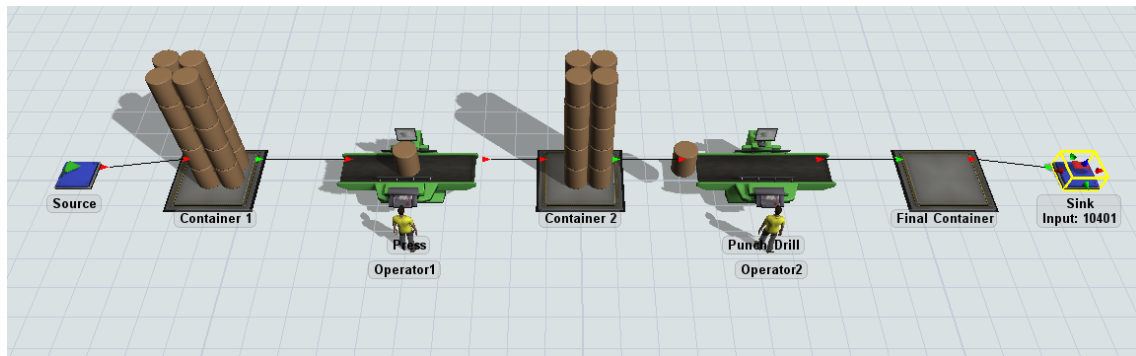 Source
Container 1
Press
Operator1
Container 2
Punch Drill
Operator2
Final Container
Sink
Input: 10401